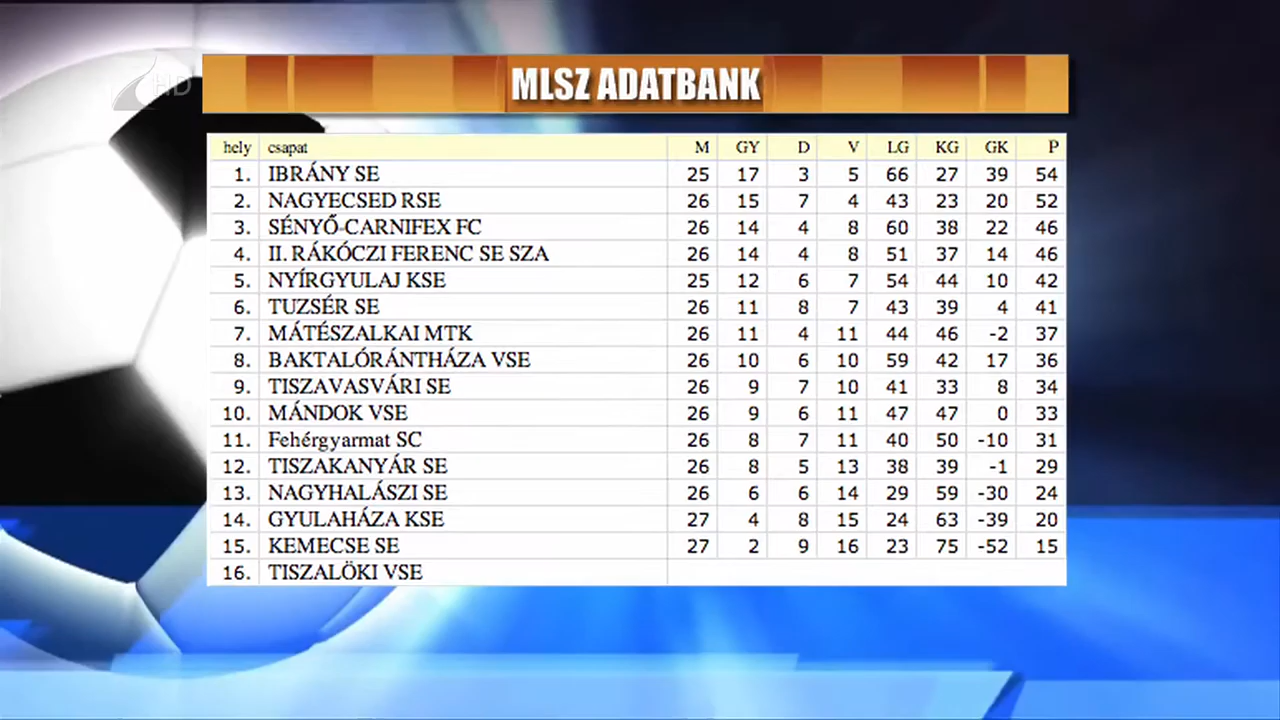 HD
MLSZ ADATBANK
hely csapat M GY D V LG KG GK P
1. IBRÁNY SE 25 17 3 5 66 27 39 54
2. NAGYECSED RSE 26 15 7 4 43 23 20 52
3. SÉNYŐ-CARNIFEX FC 26 14 4 8 60 38 22 46
4. II. RÁKÓCZI FERENC SE SZA 26 14 4 8 51 37 14 46
5. NYÍRGYULAJ KSE 25 12 6 7 54 44 10 42
6. TUZSÉR SE 26 11 8 7 43 39 4 41
7. MÁTÉSZALKAI MTK 26 11 4 11 44 46 -2 37
8. BAKTALÓRÁNTHÁZA VSE 26 10 6 10 59 42 17 36
9. TISZAVASVÁRI SE 26 9 7 10 41 33 8 34
10. MÁNDOK VSE 26 9 6 11 47 47 0 33
11. Fehérgyarmat SC 26 8 7 11 40 50 -10 31
12. TISZAKANYÁR SE 26 8 5 13 38 39 -1 29
13. NAGYHALÁSZI SE 26 6 6 14 29 59 -30 24
14. GYULAHÁZA KSE 27 4 8 15 24 63 -39 20
15. KEMECSE SE 27 2 9 16 23 75 -52 15
16. TISZALÖKI VSE